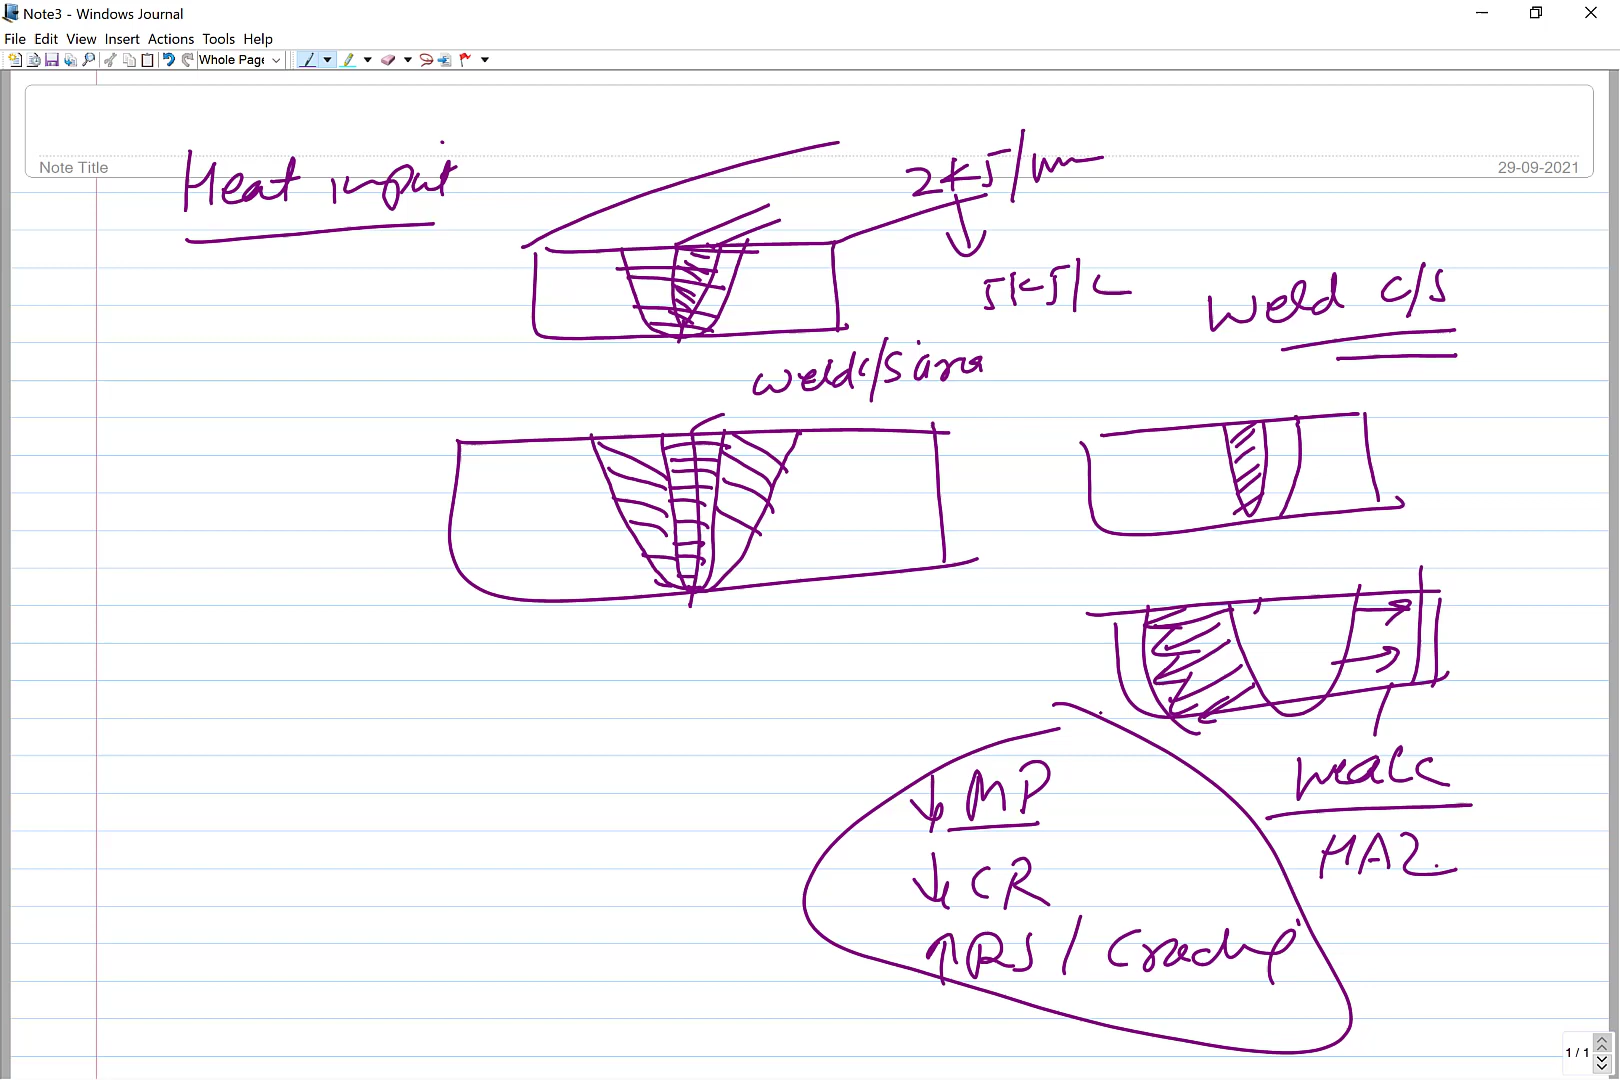 Note3 - Windows Journal
File Edit View Insert Actions Tools Help
Whole Page
Note Title
29-09-2021
Heat input
2KJ/mm
5KJ/
Weld C/S
weld c/s area
↓ MP
↓ CR
↑ RS / Cracking
Weak
HAZ
1 / 1